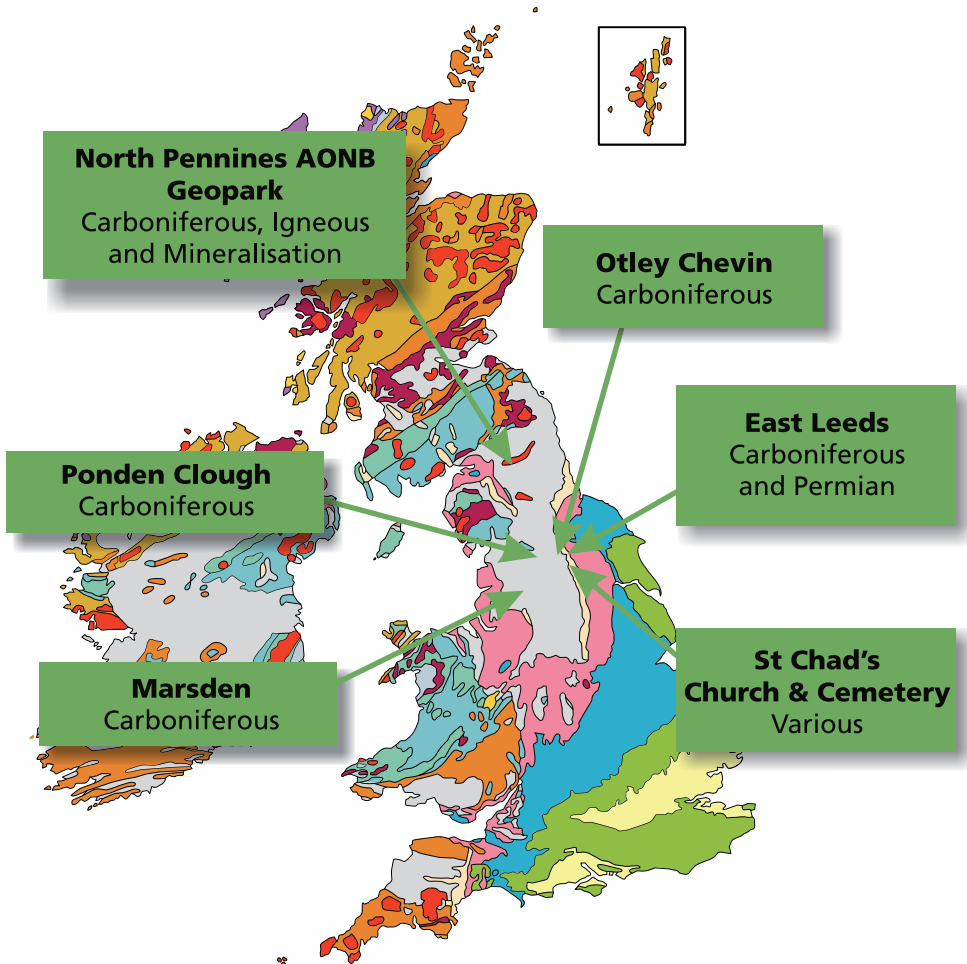 North Pennines AONB
Geopark
Carboniferous, Igneous
and Mineralisation
Otley Chevin
Carboniferous
East Leeds
Carboniferous
and Permian
Ponden Clough
Carboniferous
St Chad's
Church & Cemetery
Various
Marsden
Carboniferous